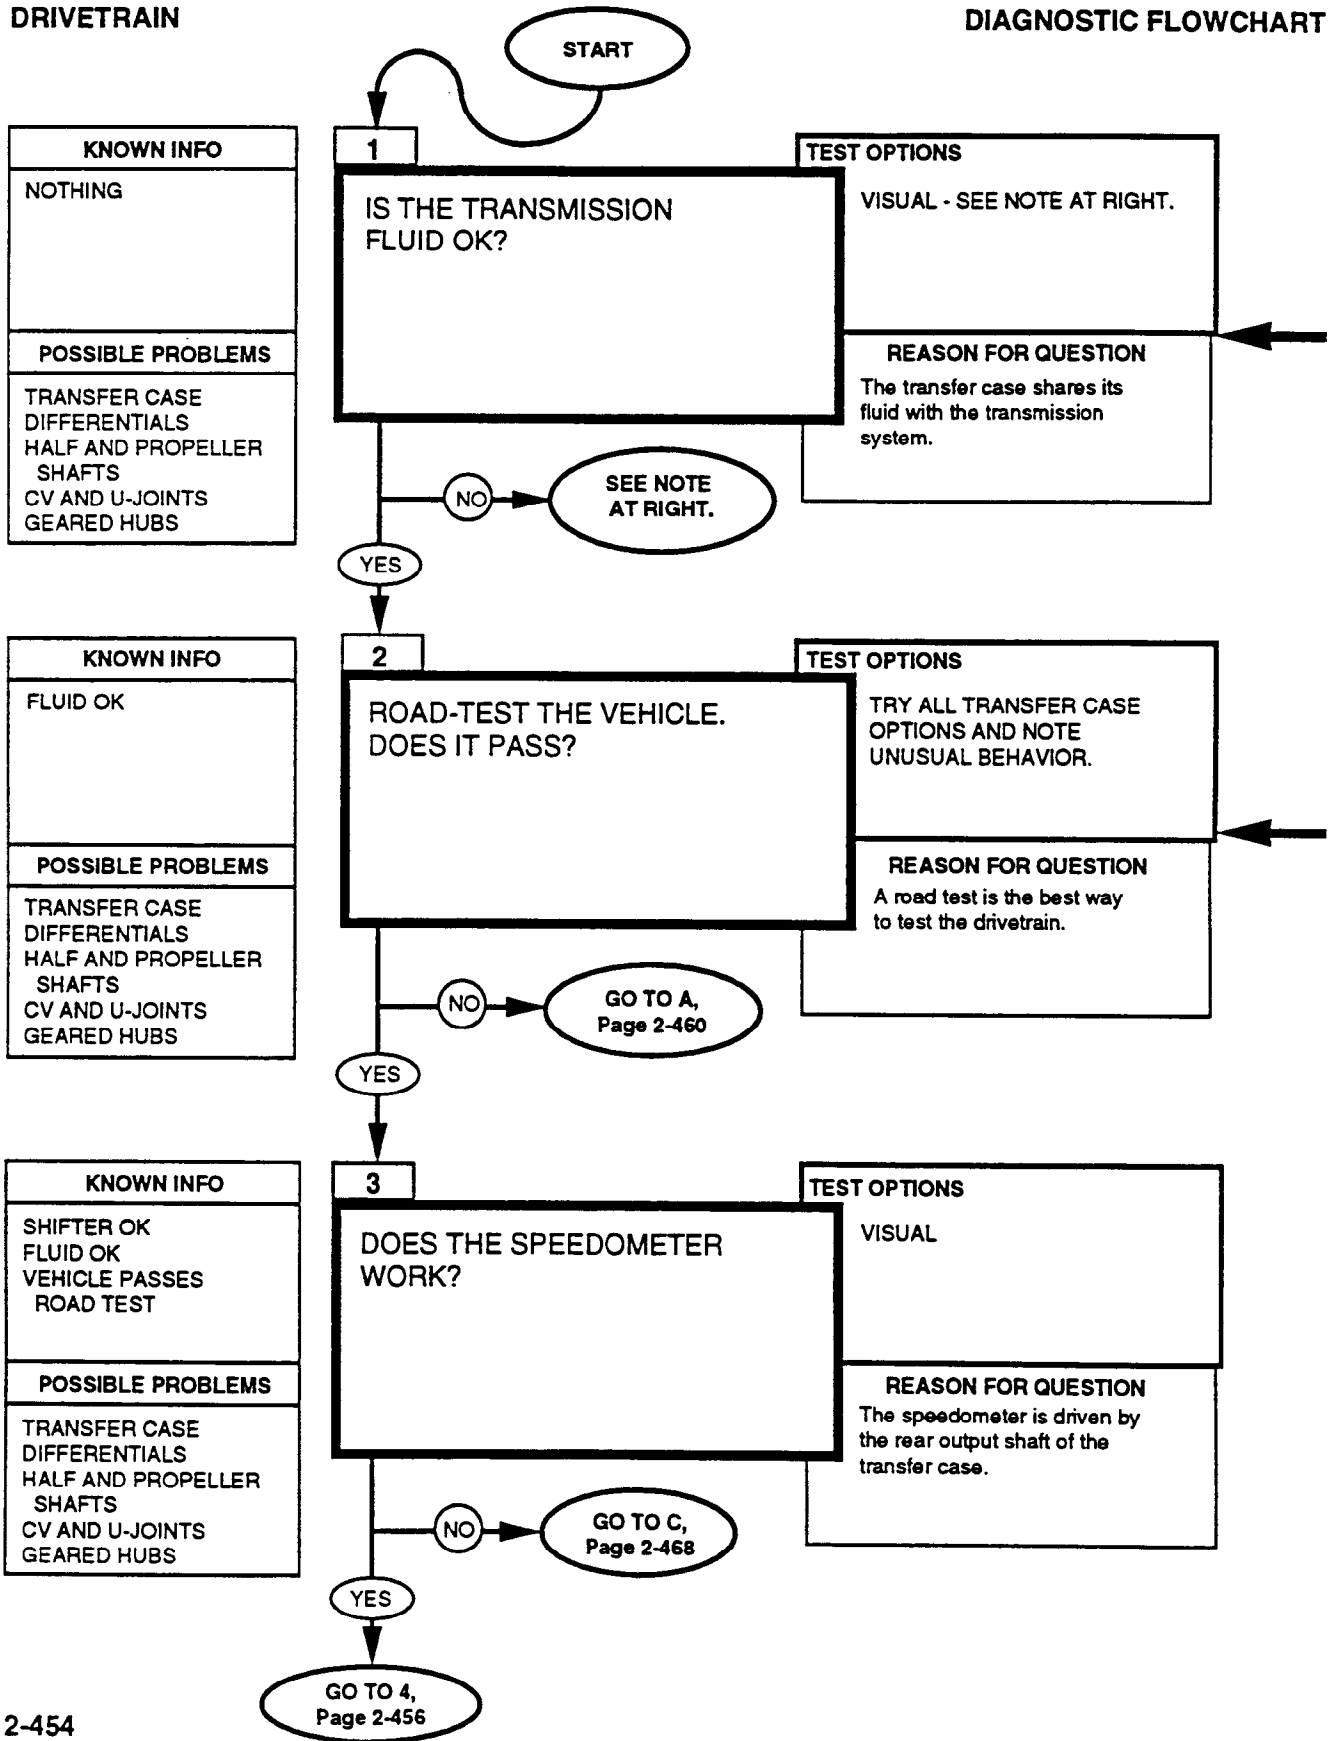 DRIVETRAIN
DIAGNOSTIC FLOWCHART
START
KNOWN INFO
NOTHING
POSSIBLE PROBLEMS
TRANSFER CASE
DIFFERENTIALS
HALF AND PROPELLER
SHAFTS
CV AND U-JOINTS
GEARED HUBS
1
IS THE TRANSMISSION
FLUID OK?
TEST OPTIONS
VISUAL - SEE NOTE AT RIGHT.
REASON FOR QUESTION
The transfer case shares its
fluid with the transmission
system.
NO
SEE NOTE
AT RIGHT.
YES
KNOWN INFO
FLUID OK
POSSIBLE PROBLEMS
TRANSFER CASE
DIFFERENTIALS
HALF AND PROPELLER
SHAFTS
CV AND U-JOINTS
GEARED HUBS
2
ROAD-TEST THE VEHICLE.
DOES IT PASS?
TEST OPTIONS
TRY ALL TRANSFER CASE
OPTIONS AND NOTE
UNUSUAL BEHAVIOR.
REASON FOR QUESTION
A road test is the best way
to test the drivetrain.
NO
GO TO A,
Page 2-460
YES
KNOWN INFO
SHIFTER OK
FLUID OK
VEHICLE PASSES
ROAD TEST
POSSIBLE PROBLEMS
TRANSFER CASE
DIFFERENTIALS
HALF AND PROPELLER
SHAFTS
CV AND U-JOINTS
GEARED HUBS
3
DOES THE SPEEDOMETER
WORK?
TEST OPTIONS
VISUAL
REASON FOR QUESTION
The speedometer is driven by
the rear output shaft of the
transfer case.
NO
GO TO C,
Page 2-468
YES
GO TO 4,
Page 2-456
2-454